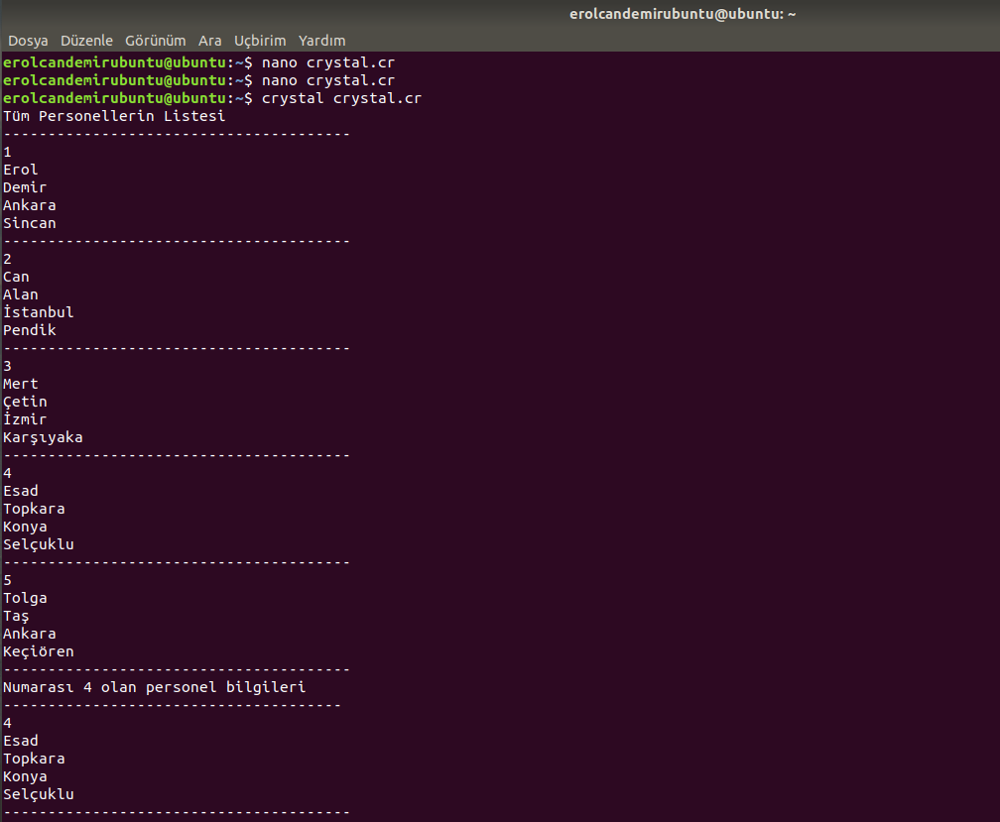 erolcandemirubuntu@ubuntu: ~
Dosya Düzenle Görünüm Ara Uçbirim Yardım
erolcandemirubuntu@ubuntu:~$ nano crystal.cr
erolcandemirubuntu@ubuntu:~$ nano crystal.cr
erolcandemirubuntu@ubuntu:~$ crystal crystal.cr
Tüm Personellerin Listesi
---------------------------------------
1
Erol
Demir
Ankara
Sincan
---------------------------------------
2
Can
Alan
İstanbul
Pendik
---------------------------------------
3
Mert
Çetin
İzmir
Karşıyaka
---------------------------------------
4
Esad
Topkara
Konya
Selçuklu
---------------------------------------
5
Tolga
Taş
Ankara
Keçiören
---------------------------------------
Numarası 4 olan personel bilgileri
--------------------------------------
4
Esad
Topkara
Konya
Selçuklu
---------------------------------------